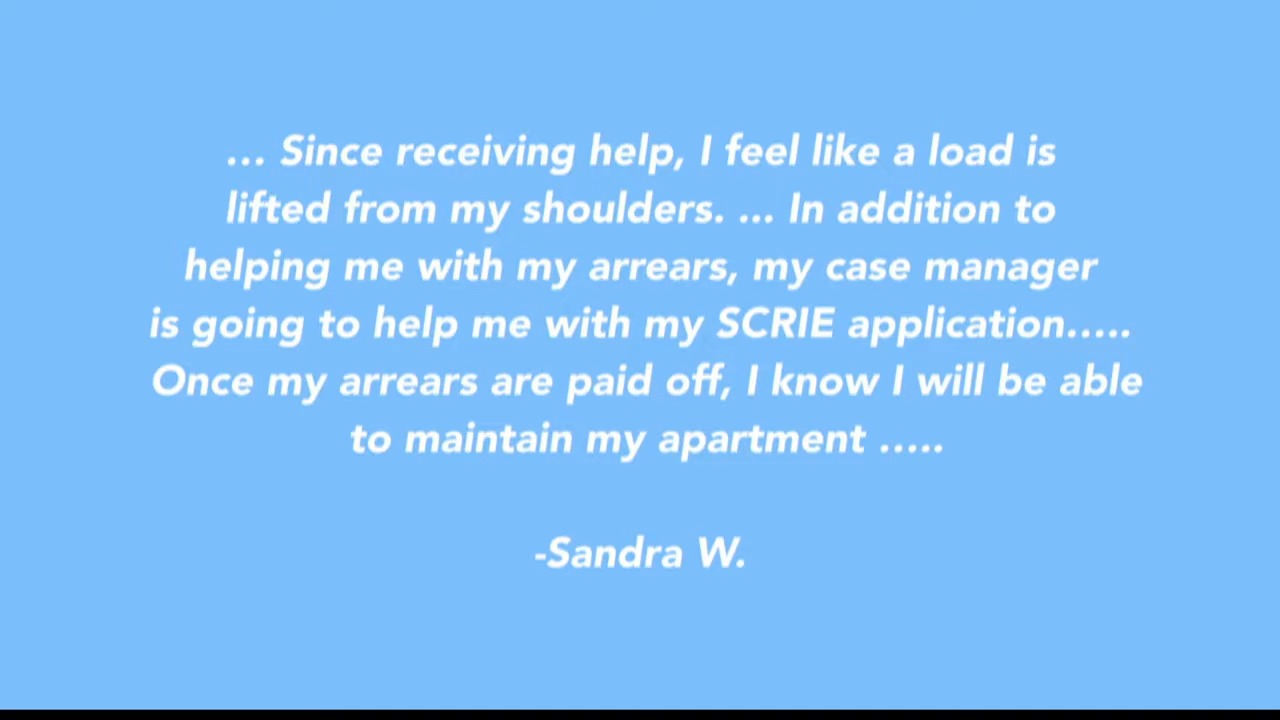 ... Since receiving help, I feel like a load is
lifted from my shoulders. ... In addition to
helping me with my arrears, my case manager
is going to help me with my SCRIE application.....
Once my arrears are paid off, I know I will be able
to maintain my apartment .....
-Sandra W.